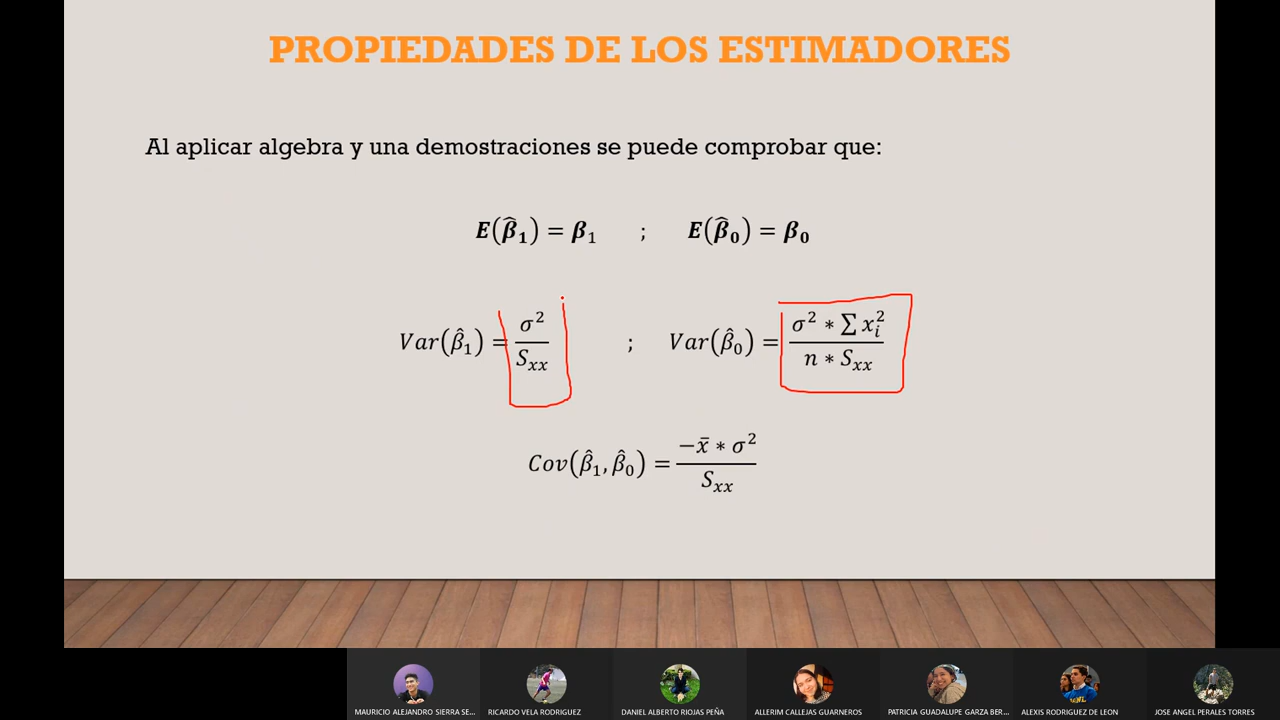 PROPIEDADES DE LOS ESTIMADORES
Al aplicar algebra y una demostraciones se puede comprobar que:
E(β̂₁) = β₁ ; E(β̂₀) = β₀
Var(β̂₁) = σ²/Sₓₓ ; Var(β̂₀) = (σ² * ∑ xᵢ²)/(n * Sₓₓ)
Cov(β̂₁, β̂₀) = (−x̄ * σ²)/Sₓₓ
MAURICIO ALEJANDRO SIERRA SE... RICARDO VELA RODRIGUEZ DANIEL ALBERTO RIOJAS PEÑA ALLERIM CALLEJAS GUARNEROS PATRICIA GUADALUPE GARZA BER... ALEXIS RODRIGUEZ DE LEON JOSE ANGEL PERALES TORRES